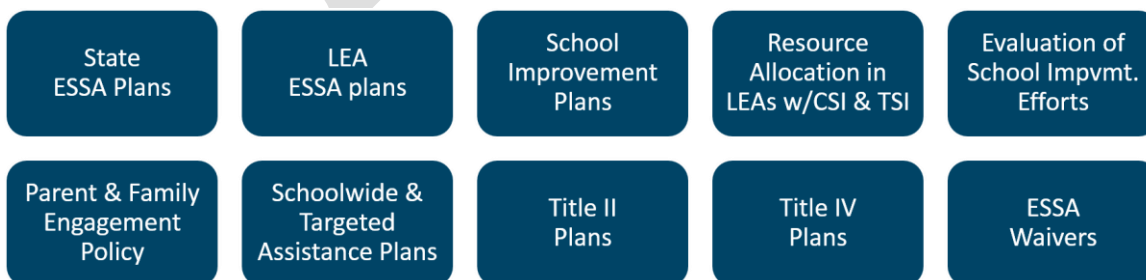 State
ESSA Plans
LEA
ESSA plans
School
Improvement
Plans
Resource
Allocation in
LEAs w/CSI & TSI
Evaluation of
School Impvmt.
Efforts
Parent & Family
Engagement
Policy
Schoolwide &
Targeted
Assistance Plans
Title II
Plans
Title IV
Plans
ESSA
Waivers